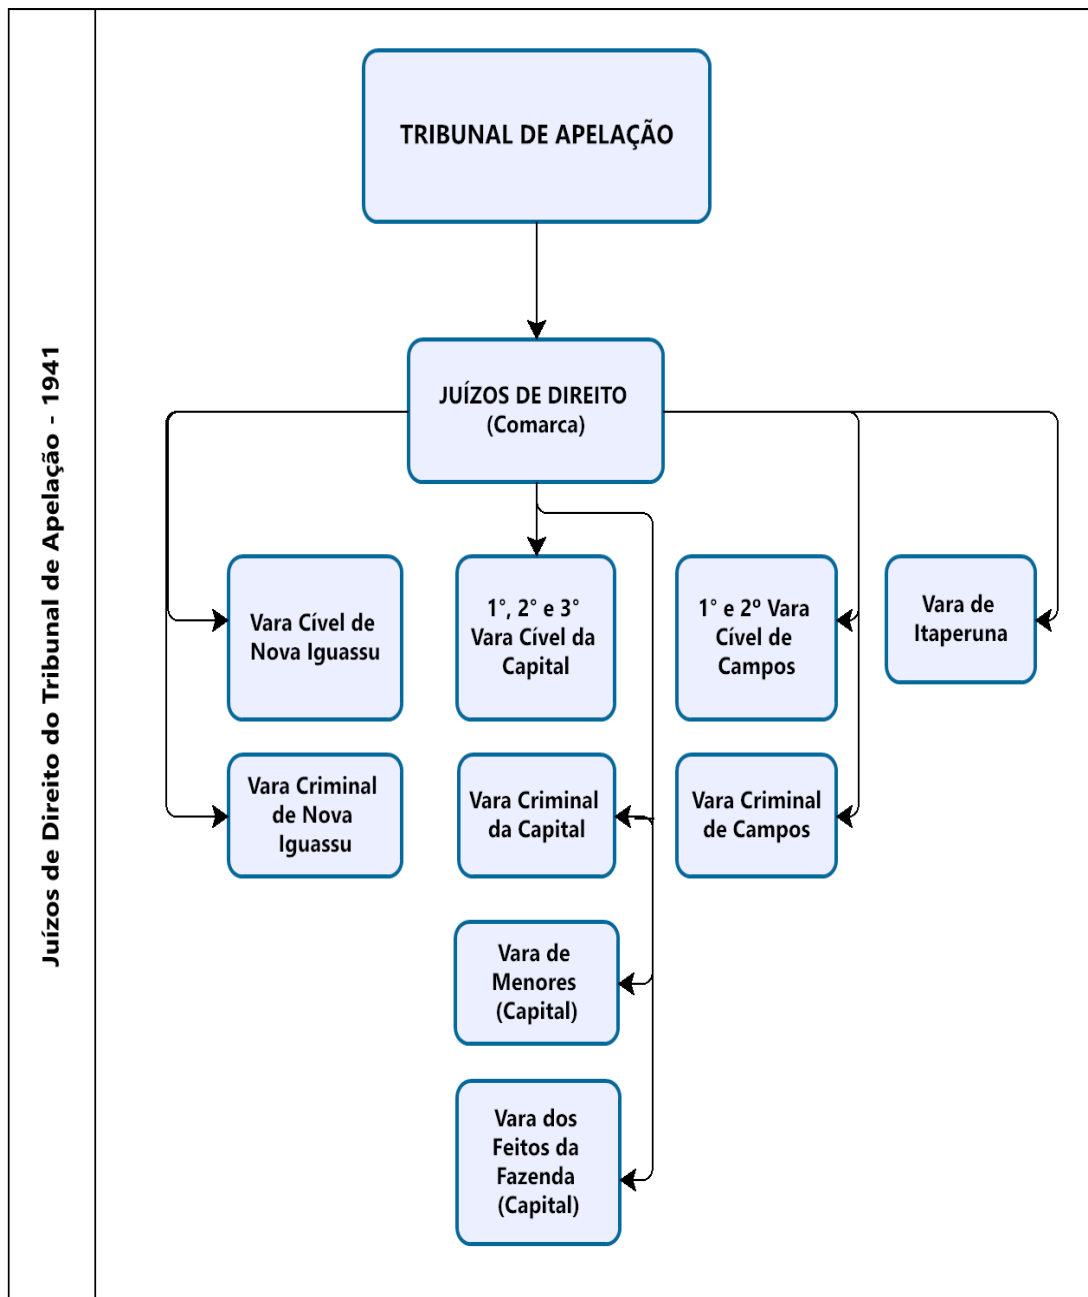 Juízos de Direito do Tribunal de Apelação - 1941
TRIBUNAL DE APELAÇÃO
JUÍZOS DE DIREITO
(Comarca)
Vara Cível de
Nova Iguassu
1°, 2° e 3°
Vara Cível da
Capital
1° e 2º Vara
Cível de
Campos
Vara de
Itaperuna
Vara Criminal
de Nova
Iguassu
Vara Criminal
da Capital
Vara Criminal
de Campos
Vara de
Menores
(Capital)
Vara dos
Feitos da
Fazenda
(Capital)